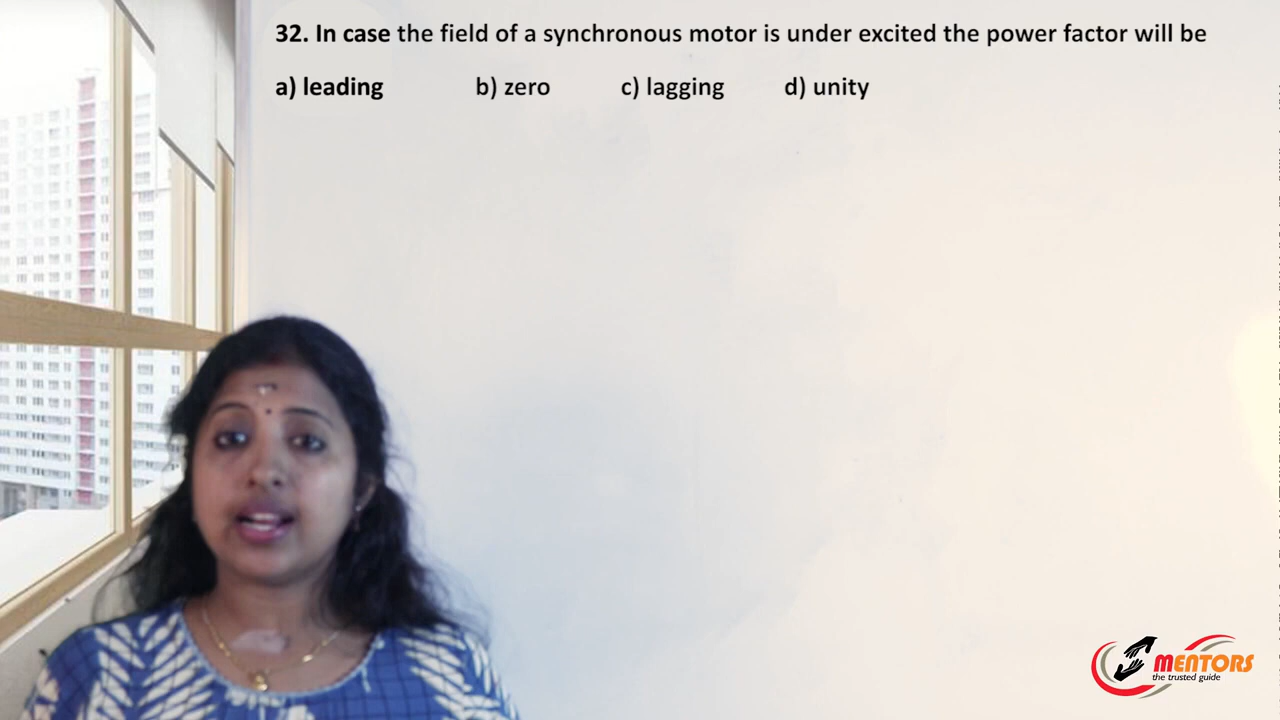 32. In case the field of a synchronous motor is under excited the power factor will be
a) leading b) zero c) lagging d) unity
MENTORS
the trusted guide